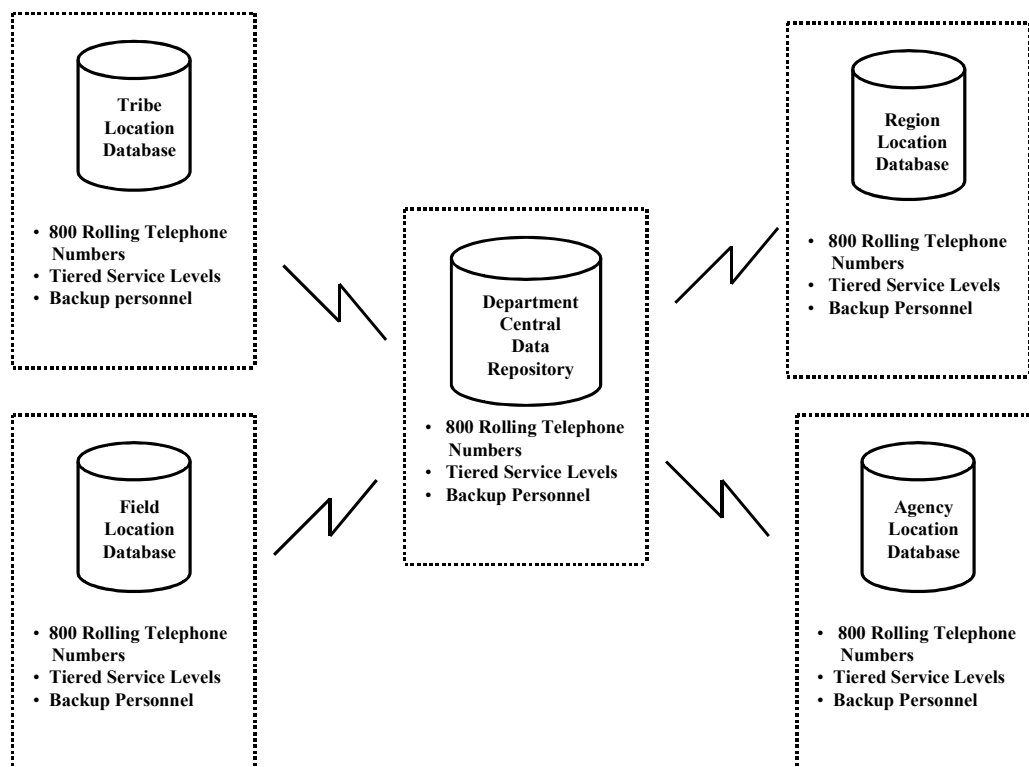 Tribe
Location
Database
• 800 Rolling Telephone
Numbers
• Tiered Service Levels
• Backup personnel
Region
Location
Database
• 800 Rolling Telephone
Numbers
• Tiered Service Levels
• Backup Personnel
Department
Central
Data
Repository
• 800 Rolling Telephone
Numbers
• Tiered Service Levels
• Backup Personnel
Field
Location
Database
• 800 Rolling Telephone
Numbers
• Tiered Service Levels
• Backup Personnel
Agency
Location
Database
• 800 Rolling Telephone
Numbers
• Tiered Service Levels
• Backup Personnel